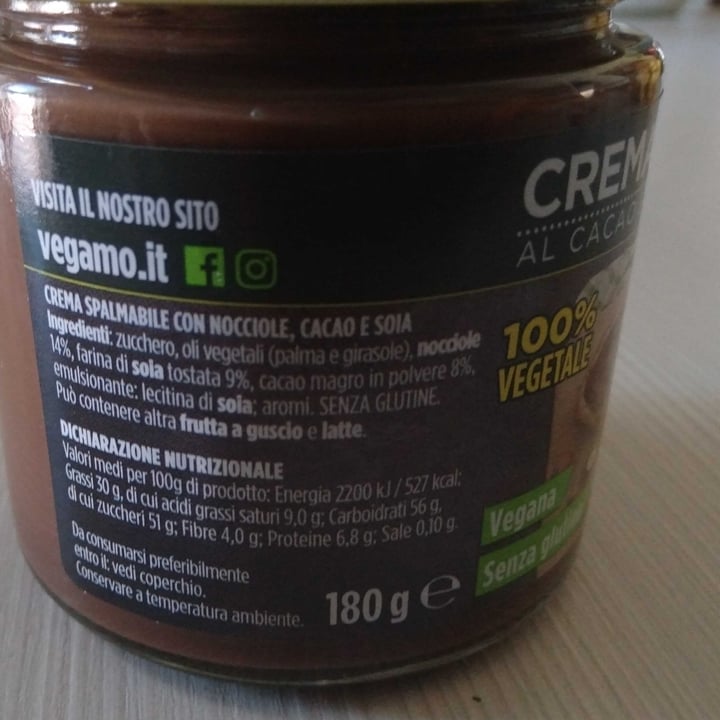 VISITA IL NOSTRO SITO
vegamo.it
CREMA SPALMABILE CON NOCCIOLE, CACAO E SOIA
Ingredienti: zucchero, oli vegetali (palma e girasole), nocciole
14%, farina di soia tostata 9%, cacao magro in polvere 8%,
emulsionante: lecitina di soia; aromi. SENZA GLUTINE.
Può contenere altra frutta a guscio e latte.
DICHIARAZIONE NUTRIZIONALE
Valori medi per 100g di prodotto: Energia 2200 kJ / 527 kcal;
Grassi 30 g, di cui acidi grassi saturi 9,0 g; Carboidrati 56 g,
di cui zuccheri 51 g; Fibre 4,0 g; Proteine 6,8 g; Sale 0,10 g.
Da consumarsi preferibilmente
entro il: vedi coperchio.
Conservare a temperatura ambiente.
180 g ℮
CREMA
AL CACAO
100%
VEGETALE
Vegana
Senza